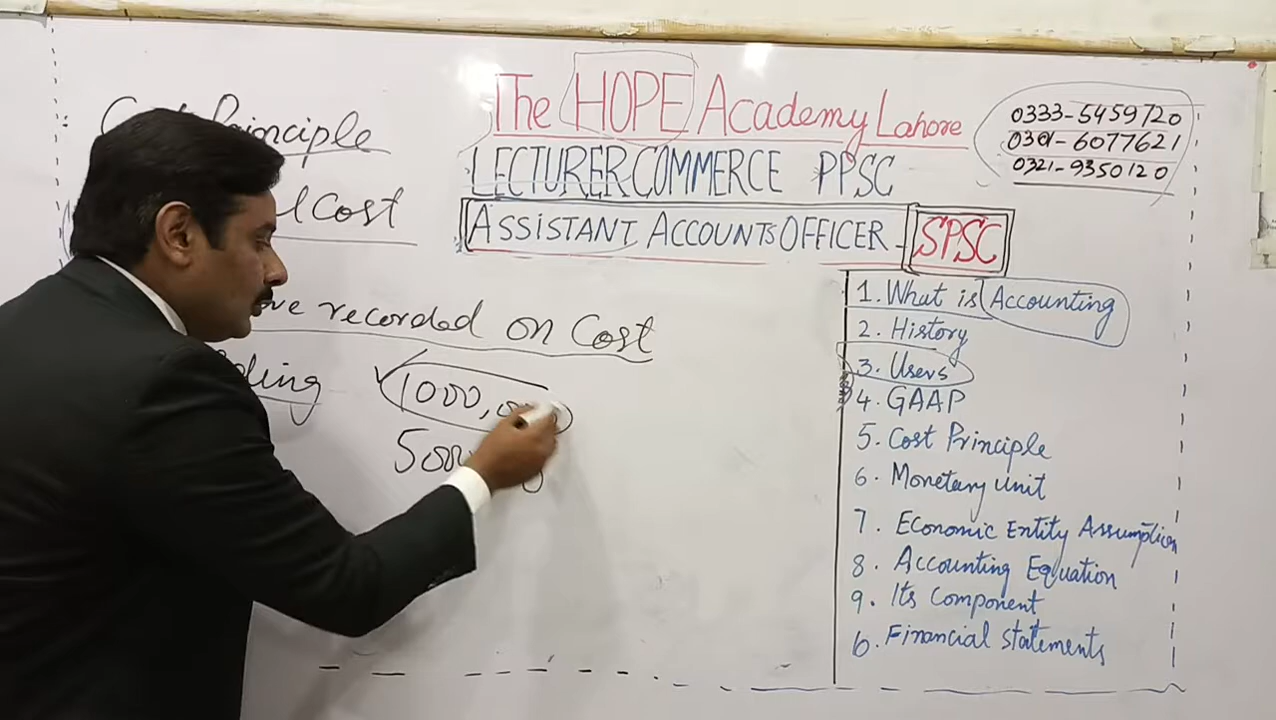 The HOPE Academy Lahore
LECTURER COMMERCE PPSC
ASSISTANT ACCOUNTS OFFICER - SPSC
0333-5459720
0301-6077621
0321-9350120
Principle
Cost
recorded on Cost
1000,
500
1. What is Accounting
2. History
3. Users
4. GAAP
5. Cost Principle
6. Monetary unit
7. Economic Entity Assumption
8. Accounting Equation
9. Its Component
6. Financial statements